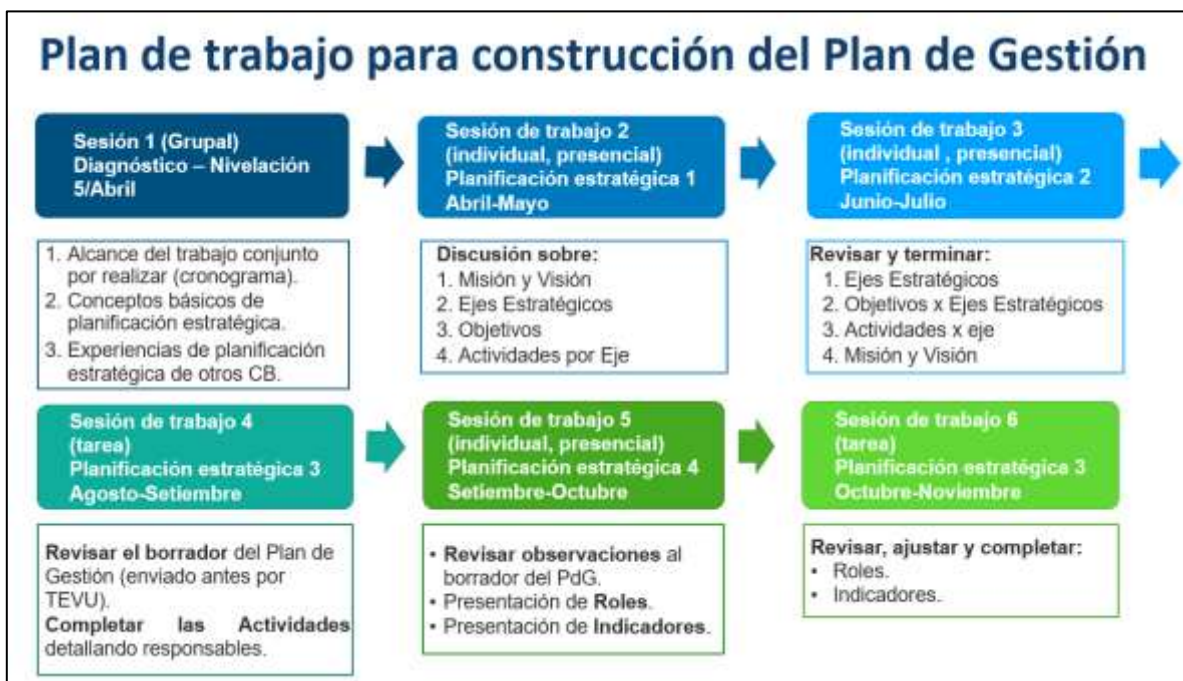 Plan de trabajo para construcción del Plan de Gestión
Sesión 1 (Grupal)
Diagnóstico – Nivelación
5/Abril
1. Alcance del trabajo conjunto
por realizar (cronograma).
2. Conceptos básicos de
planificación estratégica.
3. Experiencias de planificación
estratégica de otros CB.
Sesión de trabajo 2
(individual, presencial)
Planificación estratégica 1
Abril-Mayo
Discusión sobre:
1. Misión y Visión
2. Ejes Estratégicos
3. Objetivos
4. Actividades por Eje
Sesión de trabajo 3
(individual , presencial)
Planificación estratégica 2
Junio-Julio
Revisar y terminar:
1. Ejes Estratégicos
2. Objetivos x Ejes Estratégicos
3. Actividades x eje
4. Misión y Visión
Sesión de trabajo 4
(tarea)
Planificación estratégica 3
Agosto-Setiembre
Revisar el borrador del Plan de
Gestión (enviado antes por
TEVU).
Completar las Actividades
detallando responsables.
Sesión de trabajo 5
(individual, presencial)
Planificación estratégica 4
Setiembre-Octubre
• Revisar observaciones al
borrador del PdG.
• Presentación de Roles.
• Presentación de Indicadores.
Sesión de trabajo 6
(tarea)
Planificación estratégica 3
Octubre-Noviembre
Revisar, ajustar y completar:
• Roles.
• Indicadores.